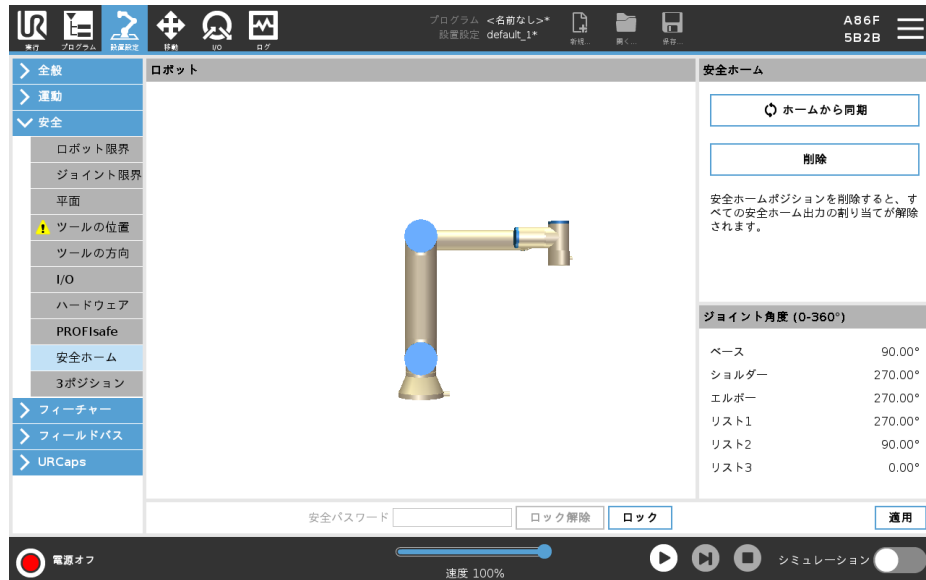 プログラム <名前なし>*
設置設定 default_1*
実行
プログラム
設置設定
移動
I/O
ログ
新規...
開く...
保存...
A86F
5B2B
全般
運動
安全
ロボット限界
ジョイント限界
平面
ツールの位置
ツールの方向
I/O
ハードウェア
PROFIsafe
安全ホーム
3ポジション
フィーチャー
フィールドバス
URCaps
ロボット
安全ホーム
ホームから同期
削除
安全ホームポジションを削除すると、す
べての安全ホーム出力の割り当てが解除
されます。
ジョイント角度 (0-360°)
ベース 90.00°
ショルダー 270.00°
エルボー 270.00°
リスト1 270.00°
リスト2 90.00°
リスト3 0.00°
安全パスワード ロック解除 ロック 適用
電源オフ
速度 100%
シミュレーション